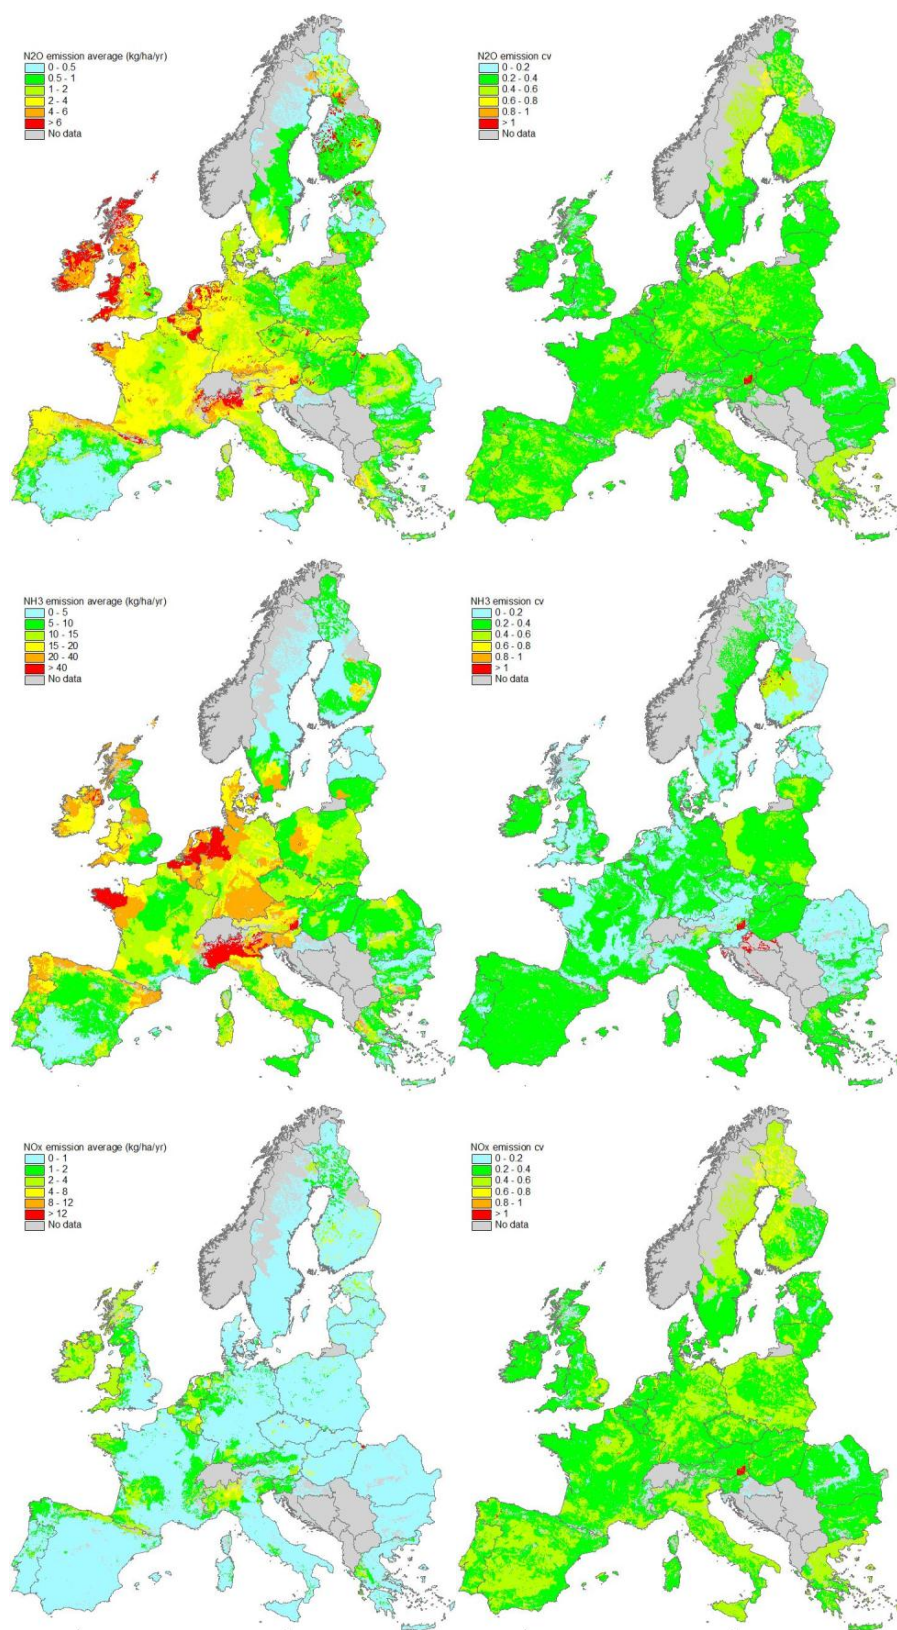 N2O emission average (kg/ha/yr)
0 - 0.5
0.5 - 1
1 - 2
2 - 4
4 - 6
> 6
No data
N2O emission cv
0 - 0.2
0.2 - 0.4
0.4 - 0.6
0.6 - 0.8
0.8 - 1
> 1
No data
NH3 emission average (kg/ha/yr)
0 - 5
5 - 10
10 - 15
15 - 20
20 - 40
> 40
No data
NH3 emission cv
0 - 0.2
0.2 - 0.4
0.4 - 0.6
0.6 - 0.8
0.8 - 1
> 1
No data
NOx emission average (kg/ha/yr)
0 - 1
1 - 2
2 - 4
4 - 8
8 - 12
> 12
No data
NOx emission cv
0 - 0.2
0.2 - 0.4
0.4 - 0.6
0.6 - 0.8
0.8 - 1
> 1
No data